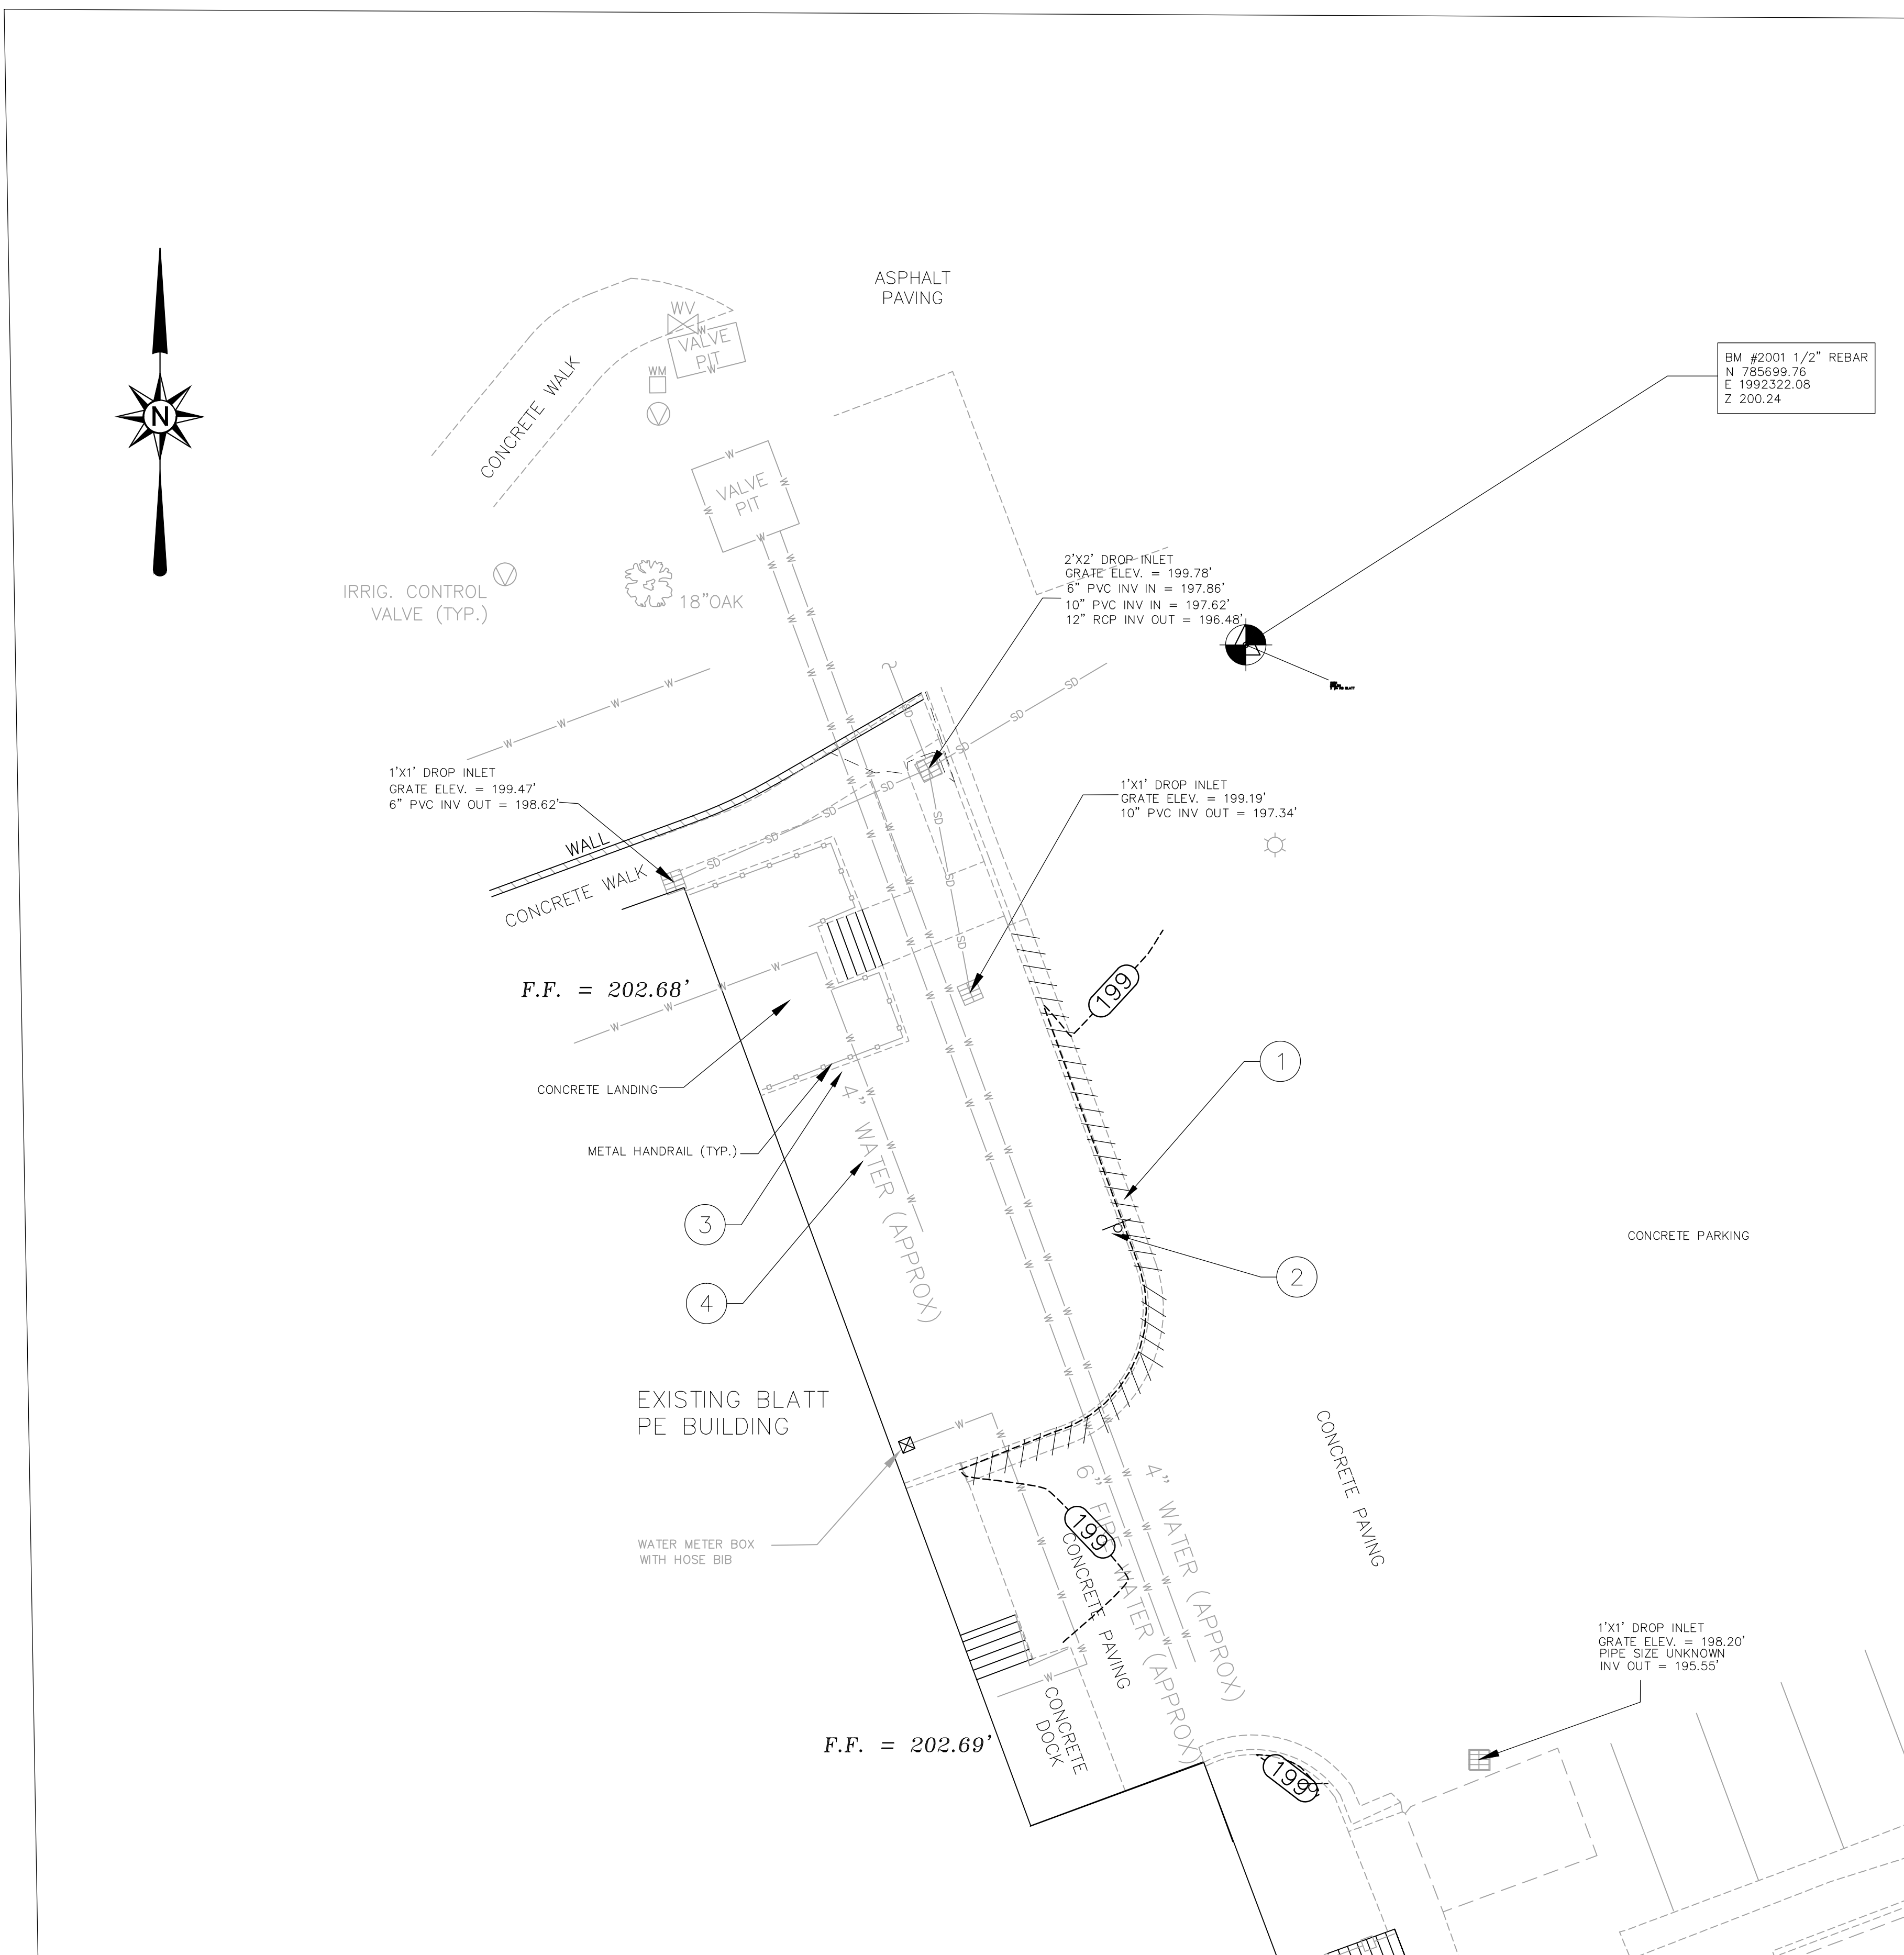 ASPHALT
PAVING
WV
VALVE
PIT
W
W
WM
CONCRETE WALK
N
BM #2001 1/2" REBAR
N 785699.76
E 1992322.08
Z 200.24
VALVE
PIT
2'X2' DROP INLET
GRATE ELEV. = 199.78'
6" PVC INV IN = 197.86'
10" PVC INV IN = 197.62'
12" RCP INV OUT = 196.48'
IRRIG. CONTROL
VALVE (TYP.)
18"OAK
1'X1' DROP INLET
GRATE ELEV. = 199.47'
6" PVC INV OUT = 198.62'
SD
SD
SD
1'X1' DROP INLET
GRATE ELEV. = 199.19'
10" PVC INV OUT = 197.34'
WALL
CONCRETE WALK
F.F. = 202.68'
199
CONCRETE LANDING
METAL HANDRAIL (TYP.)
4" WATER (APPROX)
1
2
3
4
CONCRETE PARKING
EXISTING BLATT
PE BUILDING
WATER METER BOX
WITH HOSE BIB
199
CONCRETE PAVING
6" FIRE WATER (APPROX)
4" WATER (APPROX)
CONCRETE PAVING
1'X1' DROP INLET
GRATE ELEV. = 198.20'
PIPE SIZE UNKNOWN
INV OUT = 195.55'
F.F. = 202.69'
CONCRETE
DOCK
199